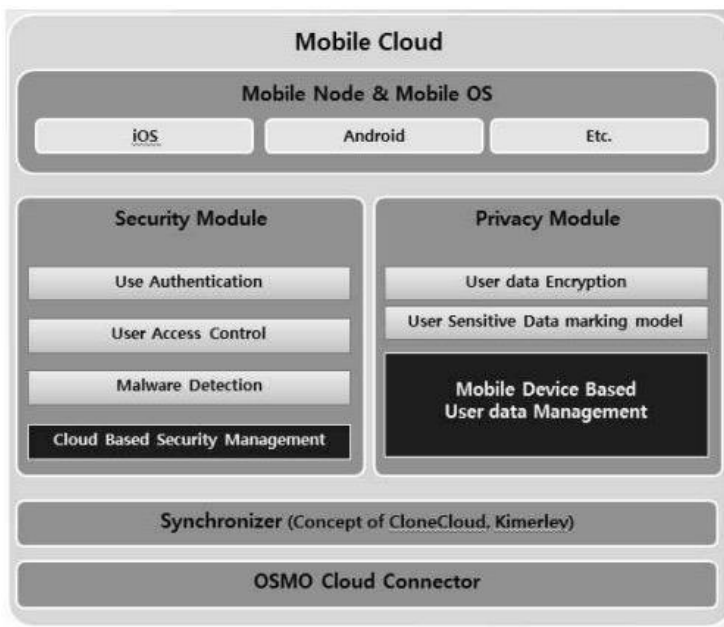 Mobile Cloud
Mobile Node & Mobile OS
iOS
Android
Etc.
Security Module
Use Authentication
User Access Control
Malware Detection
Cloud Based Security Management
Privacy Module
User data Encryption
User Sensitive Data marking model
Mobile Device Based
User data Management
Synchronizer (Concept of CloneCloud, Kimerlev)
OSMO Cloud Connector